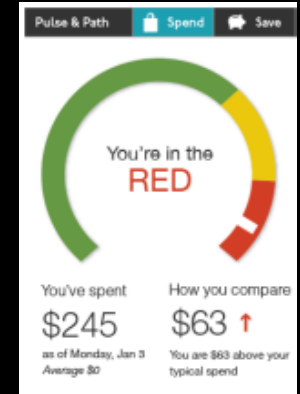 Pulse & Path Spend Save
You're in the
RED
You've spent
$245
as of Monday, Jan 3
Average $0
How you compare
$63 ↑
You are $63 above your
typical spend